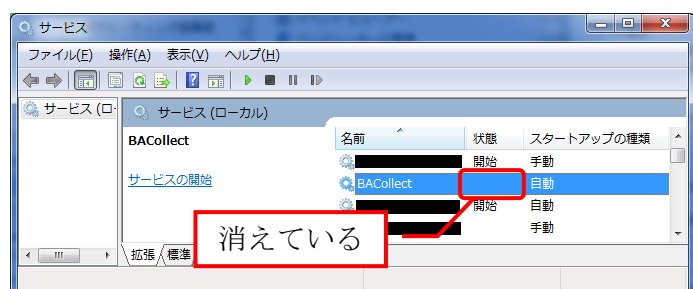 サービス
ファイル(F) 操作(A) 表示(V) ヘルプ(H)
サービス (ロ-
サービス (ローカル)
BACollect
サービスの開始
名前 状態 スタートアップの種類
開始 手動
BACollect 自動
開始 自動
手動
消えている
拡張 標準